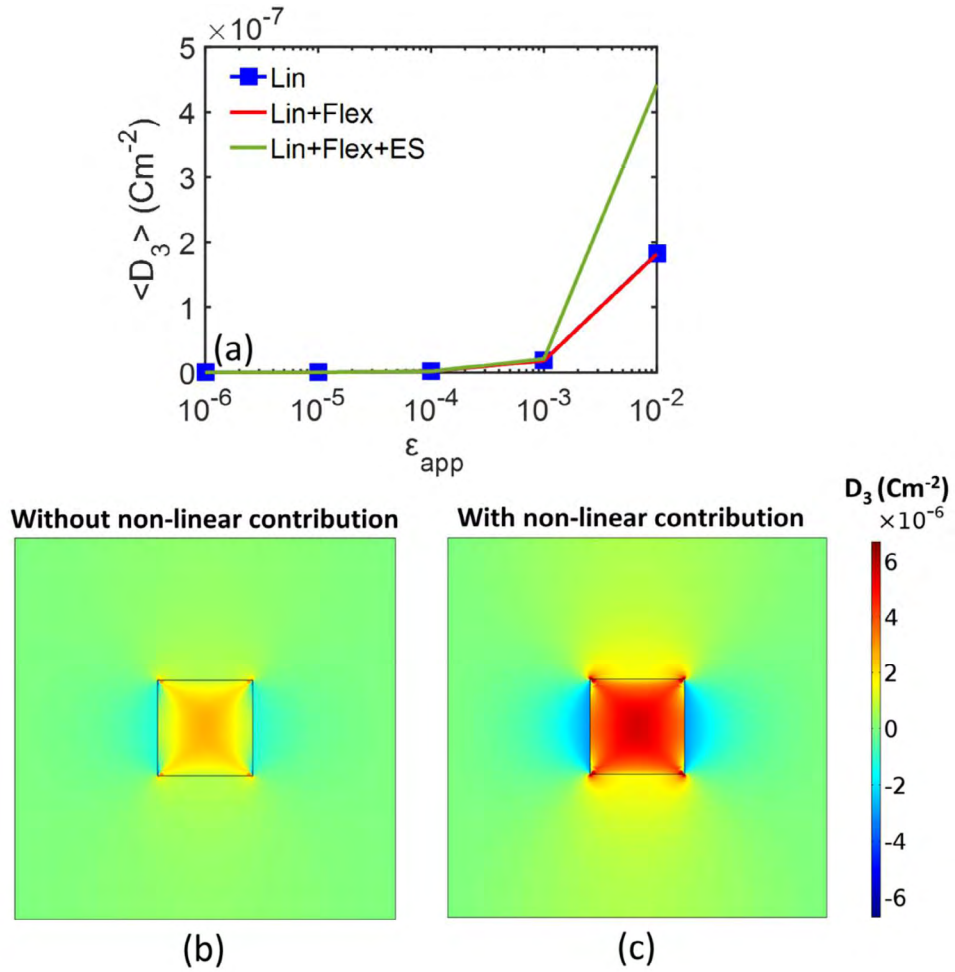 ×10⁻⁷
5
4
3
2
1
0
<D₃> (Cm⁻²)
Lin
Lin+Flex
Lin+Flex+ES
(a)
10⁻⁶ 10⁻⁵ 10⁻⁴ 10⁻³ 10⁻²
ε_app
Without non-linear contribution
With non-linear contribution
D₃ (Cm⁻²)
×10⁻⁶
6
4
2
0
-2
-4
-6
(b)
(c)